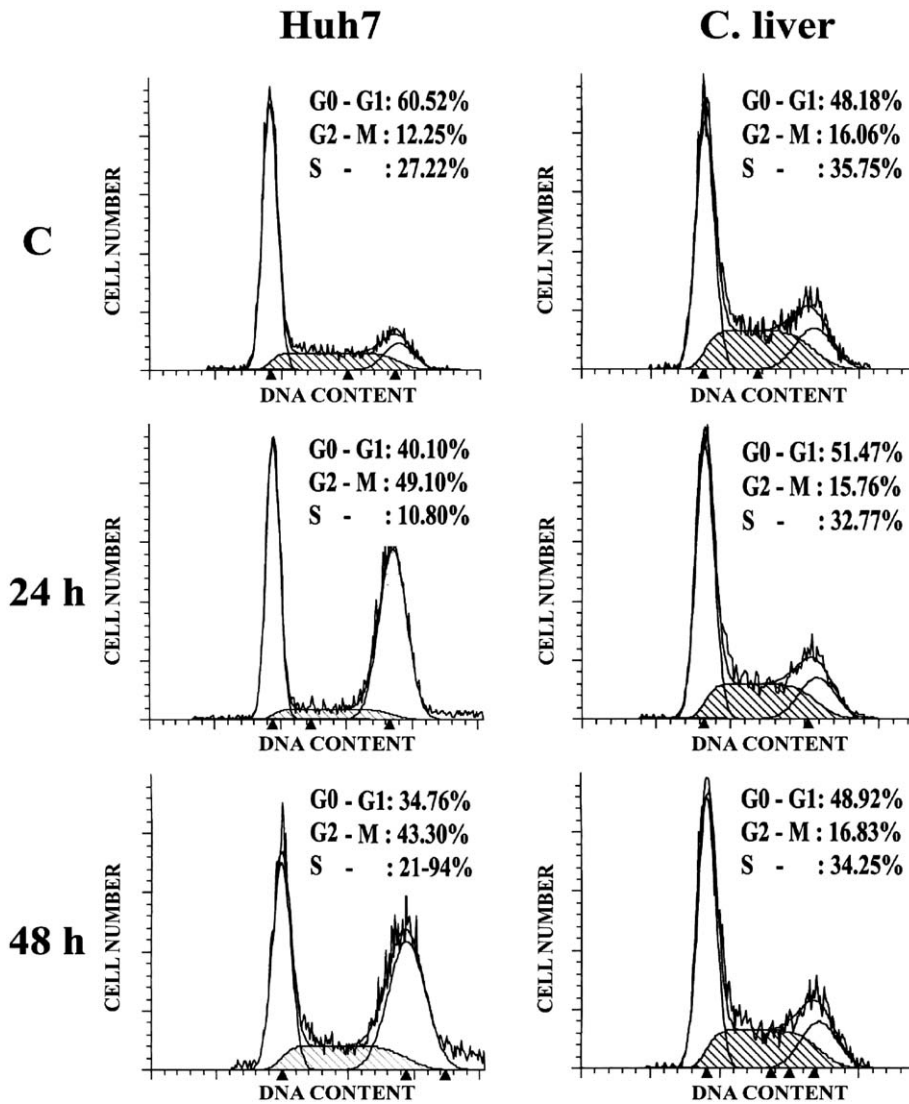 Huh7
C. liver
C
CELL NUMBER
G0 - G1: 60.52%
G2 - M : 12.25%
S - : 27.22%
DNA CONTENT
CELL NUMBER
G0 - G1: 48.18%
G2 - M : 16.06%
S - : 35.75%
DNA CONTENT
24 h
CELL NUMBER
G0 - G1: 40.10%
G2 - M : 49.10%
S - : 10.80%
DNA CONTENT
CELL NUMBER
G0 - G1: 51.47%
G2 - M : 15.76%
S - : 32.77%
DNA CONTENT
48 h
CELL NUMBER
G0 - G1: 34.76%
G2 - M : 43.30%
S - : 21-94%
DNA CONTENT
CELL NUMBER
G0 - G1: 48.92%
G2 - M : 16.83%
S - : 34.25%
DNA CONTENT